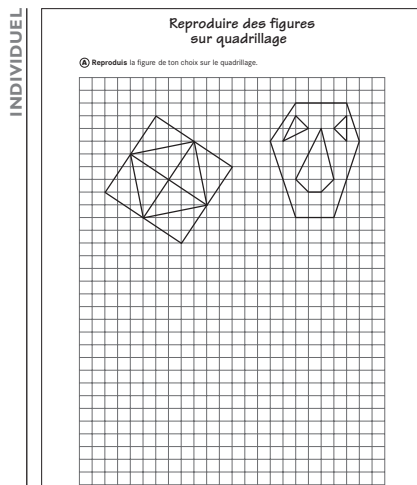 INDIVIDUEL
Reproduire des figures
sur quadrillage
A Reproduis la figure de ton choix sur le quadrillage.